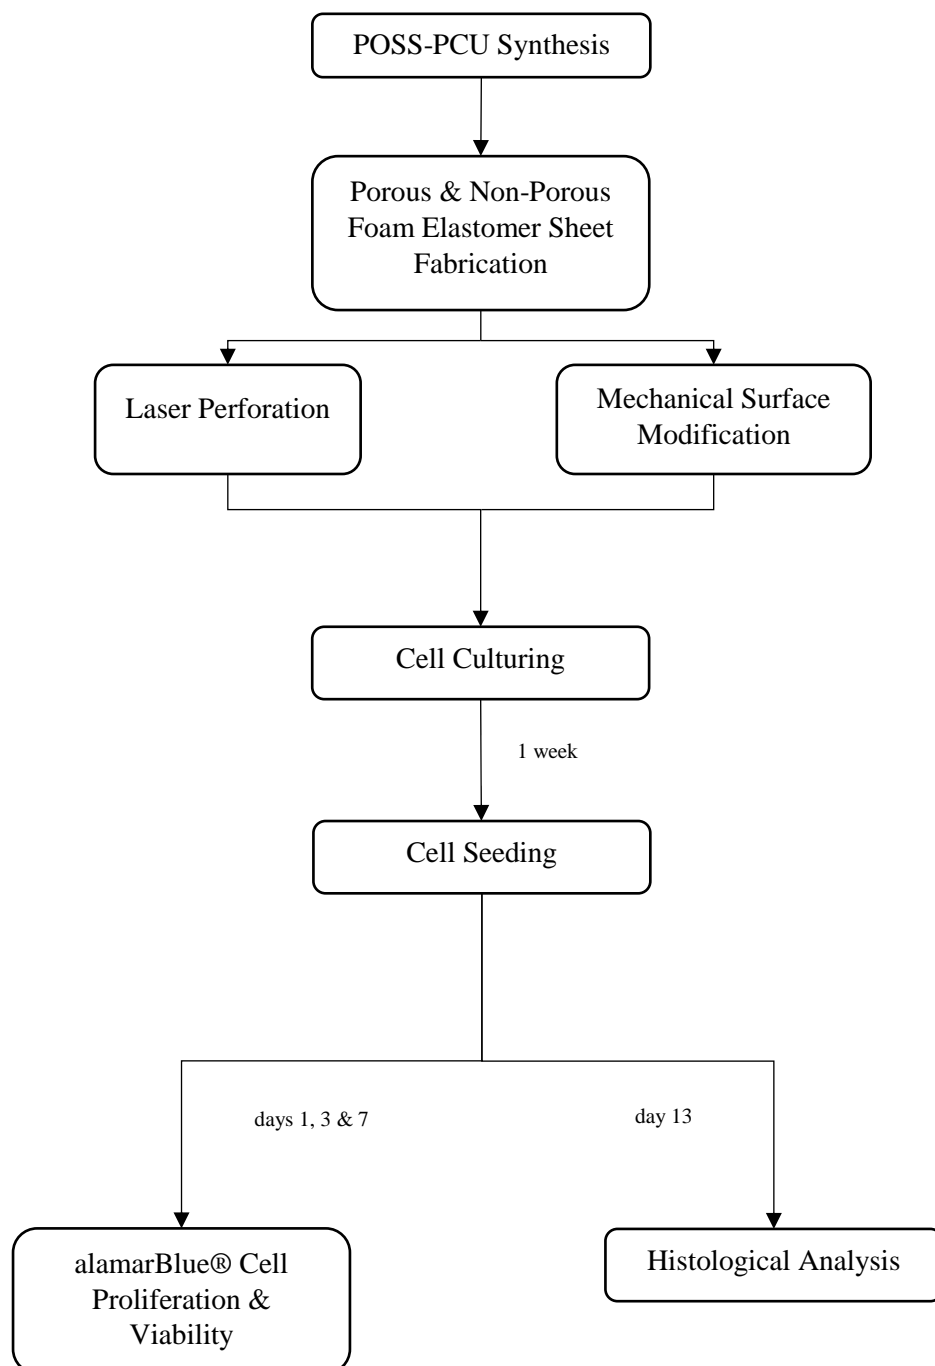 POSS-PCU Synthesis
Porous & Non-Porous
Foam Elastomer Sheet
Fabrication
Laser Perforation
Mechanical Surface
Modification
Cell Culturing
1 week
Cell Seeding
days 1, 3 & 7
day 13
alamarBlue® Cell
Proliferation &
Viability
Histological Analysis